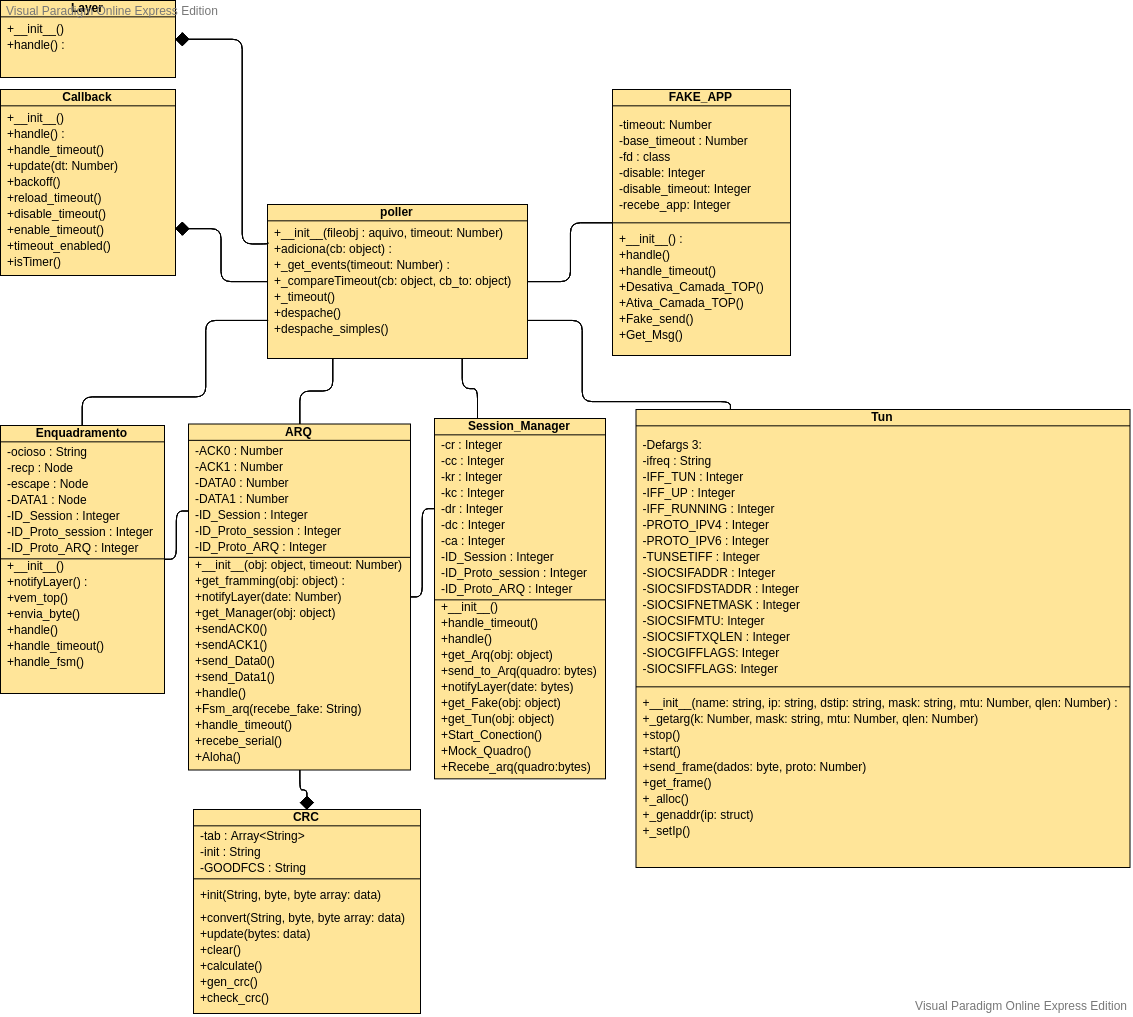 Visual Paradigm Online Express Edition
Layer
+__init__()
+handle() :
Callback
+__init__()
+handle() :
+handle_timeout()
+update(dt: Number)
+backoff()
+reload_timeout()
+disable_timeout()
+enable_timeout()
+timeout_enabled()
+isTimer()
FAKE_APP
-timeout: Number
-base_timeout : Number
-fd : class
-disable: Integer
-disable_timeout: Integer
-recebe_app: Integer
+__init__() :
+handle()
+handle_timeout()
+Desativa_Camada_TOP()
+Ativa_Camada_TOP()
+Fake_send()
+Get_Msg()
poller
+__init__(fileobj : aquivo, timeout: Number)
+adiciona(cb: object) :
+_get_events(timeout: Number) :
+_compareTimeout(cb: object, cb_to: object)
+_timeout()
+despache()
+despache_simples()
Enquadramento
-ocioso : String
-recp : Node
-escape : Node
-DATA1 : Node
-ID_Session : Integer
-ID_Proto_session : Integer
-ID_Proto_ARQ : Integer
+__init__()
+notifyLayer() :
+vem_top()
+envia_byte()
+handle()
+handle_timeout()
+handle_fsm()
ARQ
-ACK0 : Number
-ACK1 : Number
-DATA0 : Number
-DATA1 : Number
-ID_Session : Integer
-ID_Proto_session : Integer
-ID_Proto_ARQ : Integer
+__init__(obj: object, timeout: Number)
+get_framming(obj: object) :
+notifyLayer(date: Number)
+get_Manager(obj: object)
+sendACK0()
+sendACK1()
+send_Data0()
+send_Data1()
+handle()
+Fsm_arq(recebe_fake: String)
+handle_timeout()
+recebe_serial()
+Aloha()
Session_Manager
-cr : Integer
-cc : Integer
-kr : Integer
-kc : Integer
-dr : Integer
-dc : Integer
-ca : Integer
-ID_Session : Integer
-ID_Proto_session : Integer
-ID_Proto_ARQ : Integer
+__init__()
+handle_timeout()
+handle()
+get_Arq(obj: object)
+send_to_Arq(quadro: bytes)
+notifyLayer(date: bytes)
+get_Fake(obj: object)
+get_Tun(obj: object)
+Start_Conection()
+Mock_Quadro()
+Recebe_arq(quadro:bytes)
Tun
-Defargs 3:
-ifreq : String
-IFF_TUN : Integer
-IFF_UP : Integer
-IFF_RUNNING : Integer
-PROTO_IPV4 : Integer
-PROTO_IPV6 : Integer
-TUNSETIFF : Integer
-SIOCSIFADDR : Integer
-SIOCSIFDSTADDR : Integer
-SIOCSIFNETMASK : Integer
-SIOCSIFMTU: Integer
-SIOCSIFTXQLEN : Integer
-SIOCGIFFLAGS: Integer
-SIOCSIFFLAGS: Integer
+__init__(name: string, ip: string, dstip: string, mask: string, mtu: Number, qlen: Number) :
+_getarg(k: Number, mask: string, mtu: Number, qlen: Number)
+stop()
+start()
+send_frame(dados: byte, proto: Number)
+get_frame()
+_alloc()
+_genaddr(ip: struct)
+_setIp()
CRC
-tab : Array<String>
-init : String
-GOODFCS : String
+init(String, byte, byte array: data)
+convert(String, byte, byte array: data)
+update(bytes: data)
+clear()
+calculate()
+gen_crc()
+check_crc()
Visual Paradigm Online Express Edition